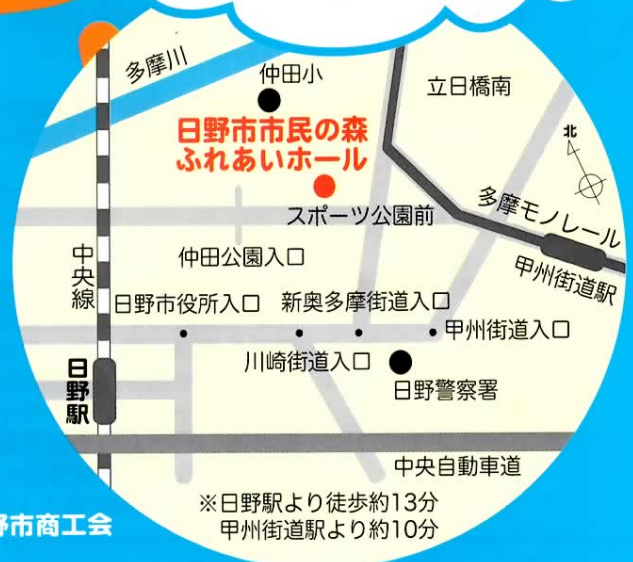 多摩川
仲田小
立日橋南
北
日野市市民の森
ふれあいホール
多摩モノレール
スポーツ公園前
甲州街道駅
中央線
仲田公園入口
日野市役所入口
新奥多摩街道入口
甲州街道入口
川崎街道入口
日野駅
日野警察署
中央自動車道
※日野駅より徒歩約13分
甲州街道駅より約10分
野市商工会